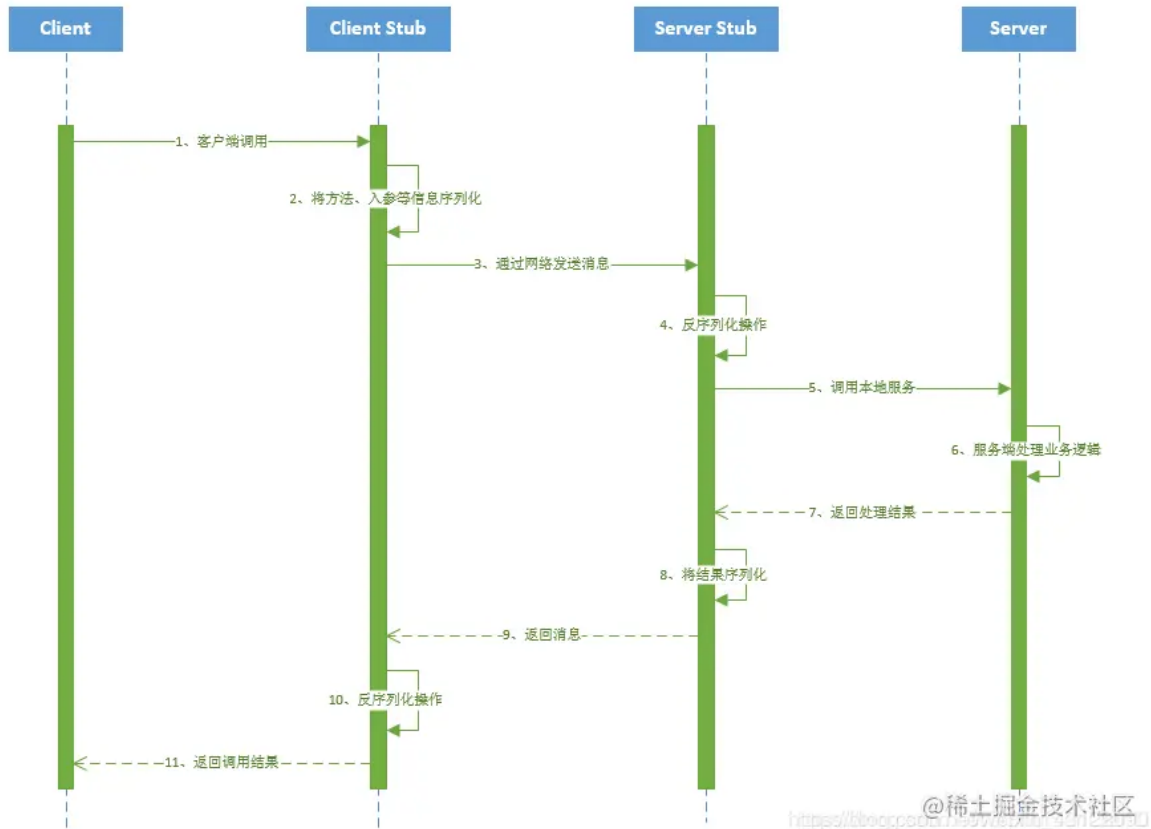 Client
Client Stub
Server Stub
Server
1、客户端调用
2、将方法、入参等信息序列化
3、通过网络发送消息
4、反序列化操作
5、调用本地服务
6、服务端处理业务逻辑
7、返回处理结果
8、将结果序列化
9、返回消息
10、反序列化操作
11、返回调用结果
@稀土掘金技术社区